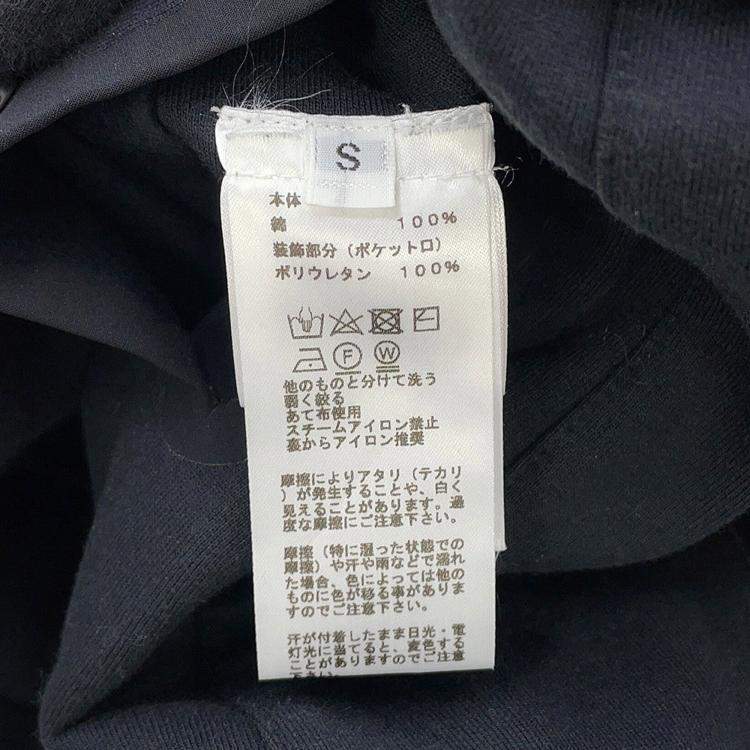 S
本体
綿 100%
装飾部分（ポケット口）
ポリウレタン 100%
F W
他のものと分けて洗う
弱く絞る
あて布使用
スチームアイロン禁止
裏からアイロン推奨
摩擦によりアタリ（テカリ
）が発生することや、白く
見えることがあります。過
度な摩擦にご注意下さい。
摩擦（特に湿った状態での
摩擦）や汗や雨などで濡れ
た場合、色によっては他の
ものに色が移る事がありま
すのでご注意下さい。
汗が付着したまま日光・電
灯光に当てると、変色する
ことがありますのでご注意
下さい。